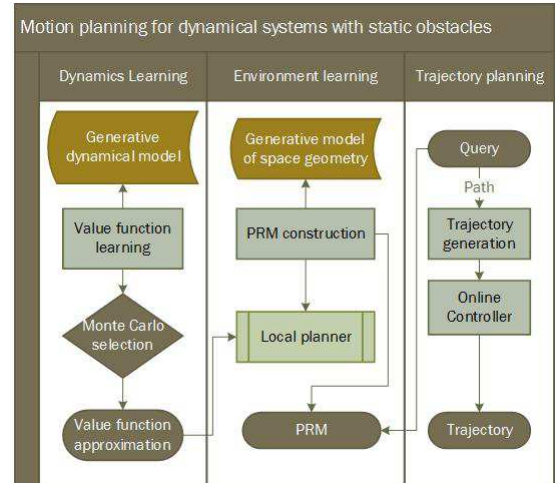 Motion planning for dynamical systems with static obstacles
Dynamics Learning
Environment learning
Trajectory planning
Generative
dynamical model
Value function
learning
Monte Carlo
selection
Value function
approximation
Generative model
of space geometry
PRM construction
Local planner
PRM
Query
Path
Trajectory
generation
Online
Controller
Trajectory